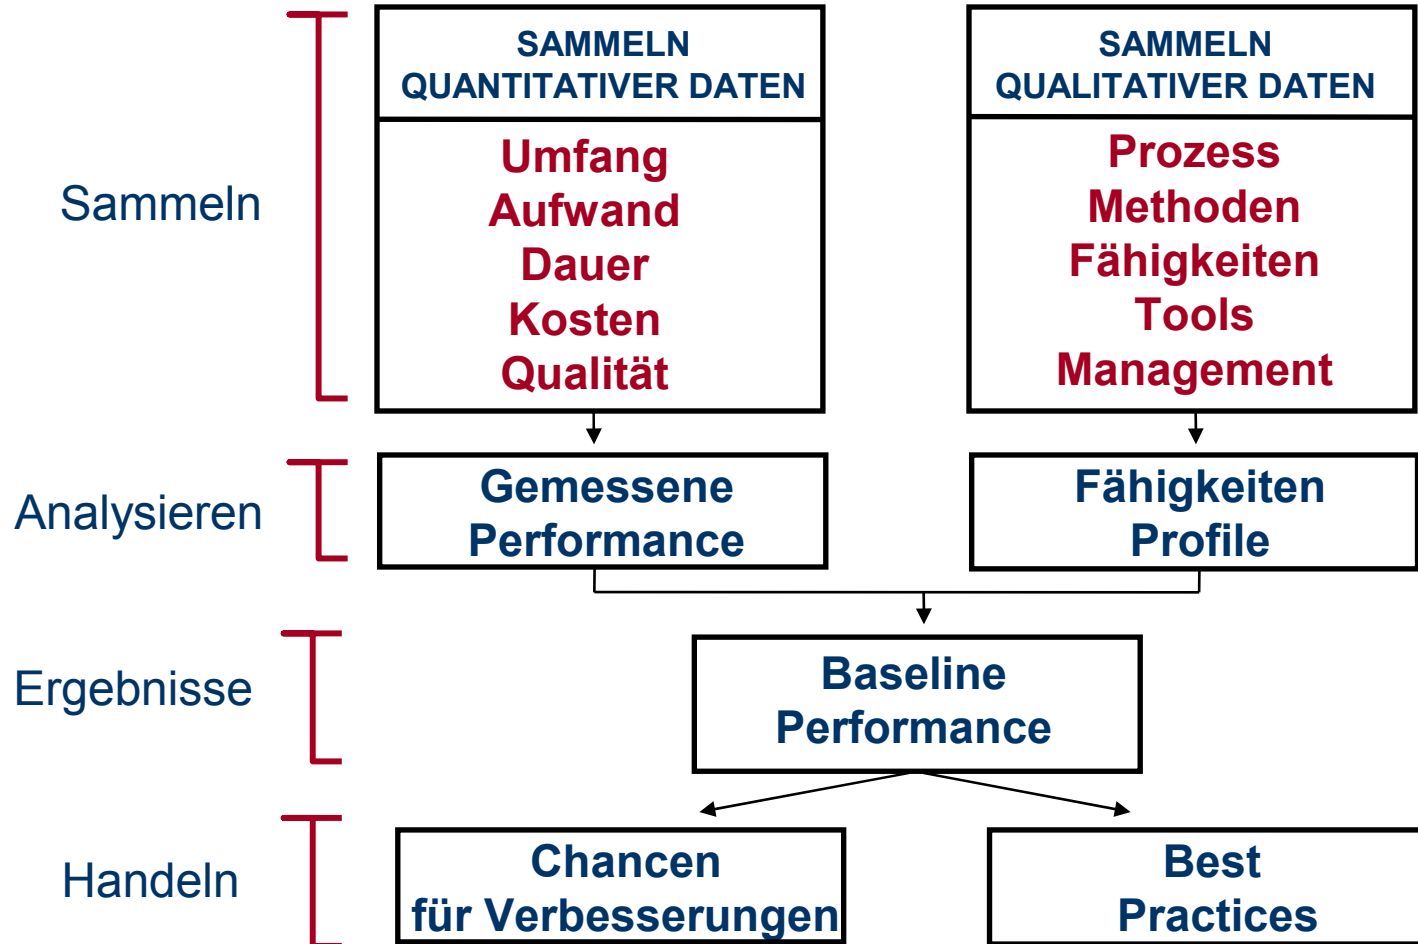 Sammeln
SAMMELN
QUANTITATIVER DATEN
Umfang
Aufwand
Dauer
Kosten
Qualität
SAMMELN
QUALITATIVER DATEN
Prozess
Methoden
Fähigkeiten
Tools
Management
Analysieren
Gemessene
Performance
Fähigkeiten
Profile
Ergebnisse
Baseline
Performance
Handeln
Chancen
für Verbesserungen
Best
Practices